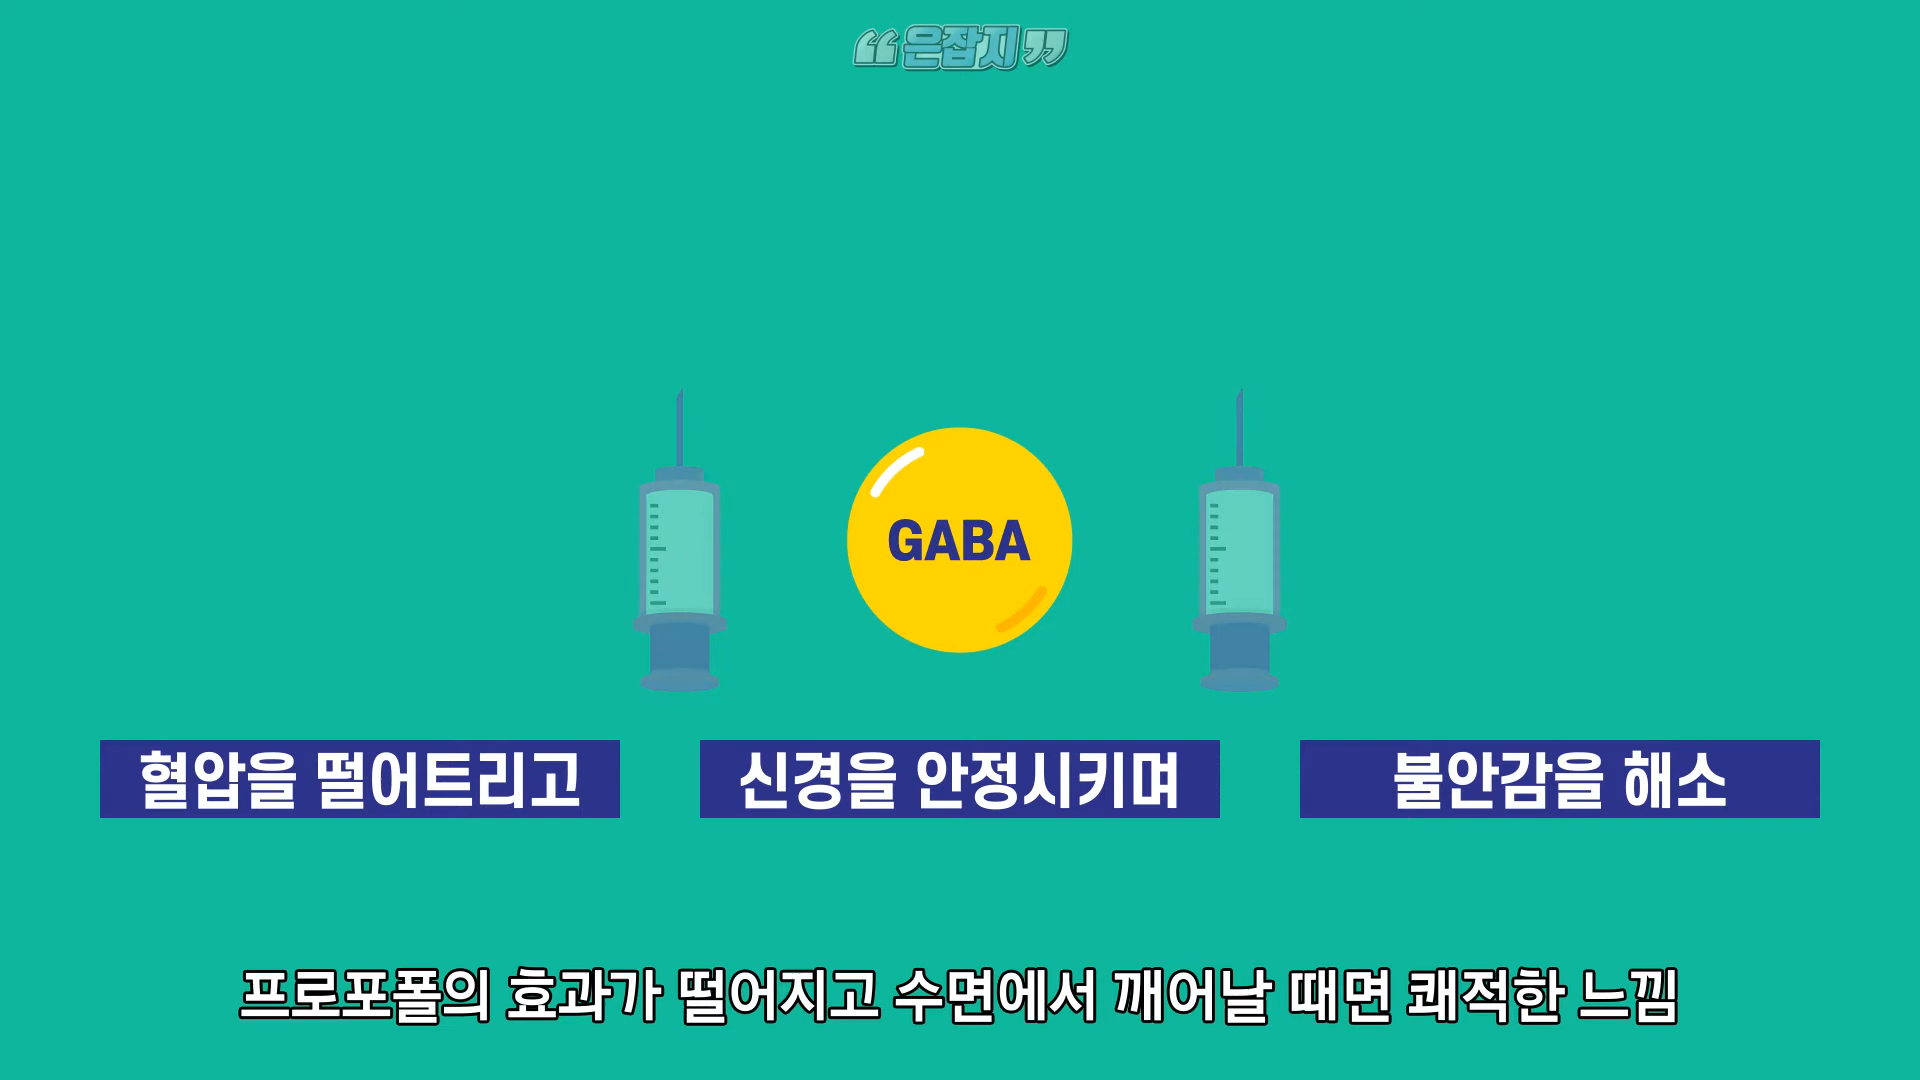 “은잡지”
GABA
혈압을 떨어트리고
신경을 안정시키며
불안감을 해소
프로포폴의 효과가 떨어지고 수면에서 깨어날 때면 쾌적한 느낌